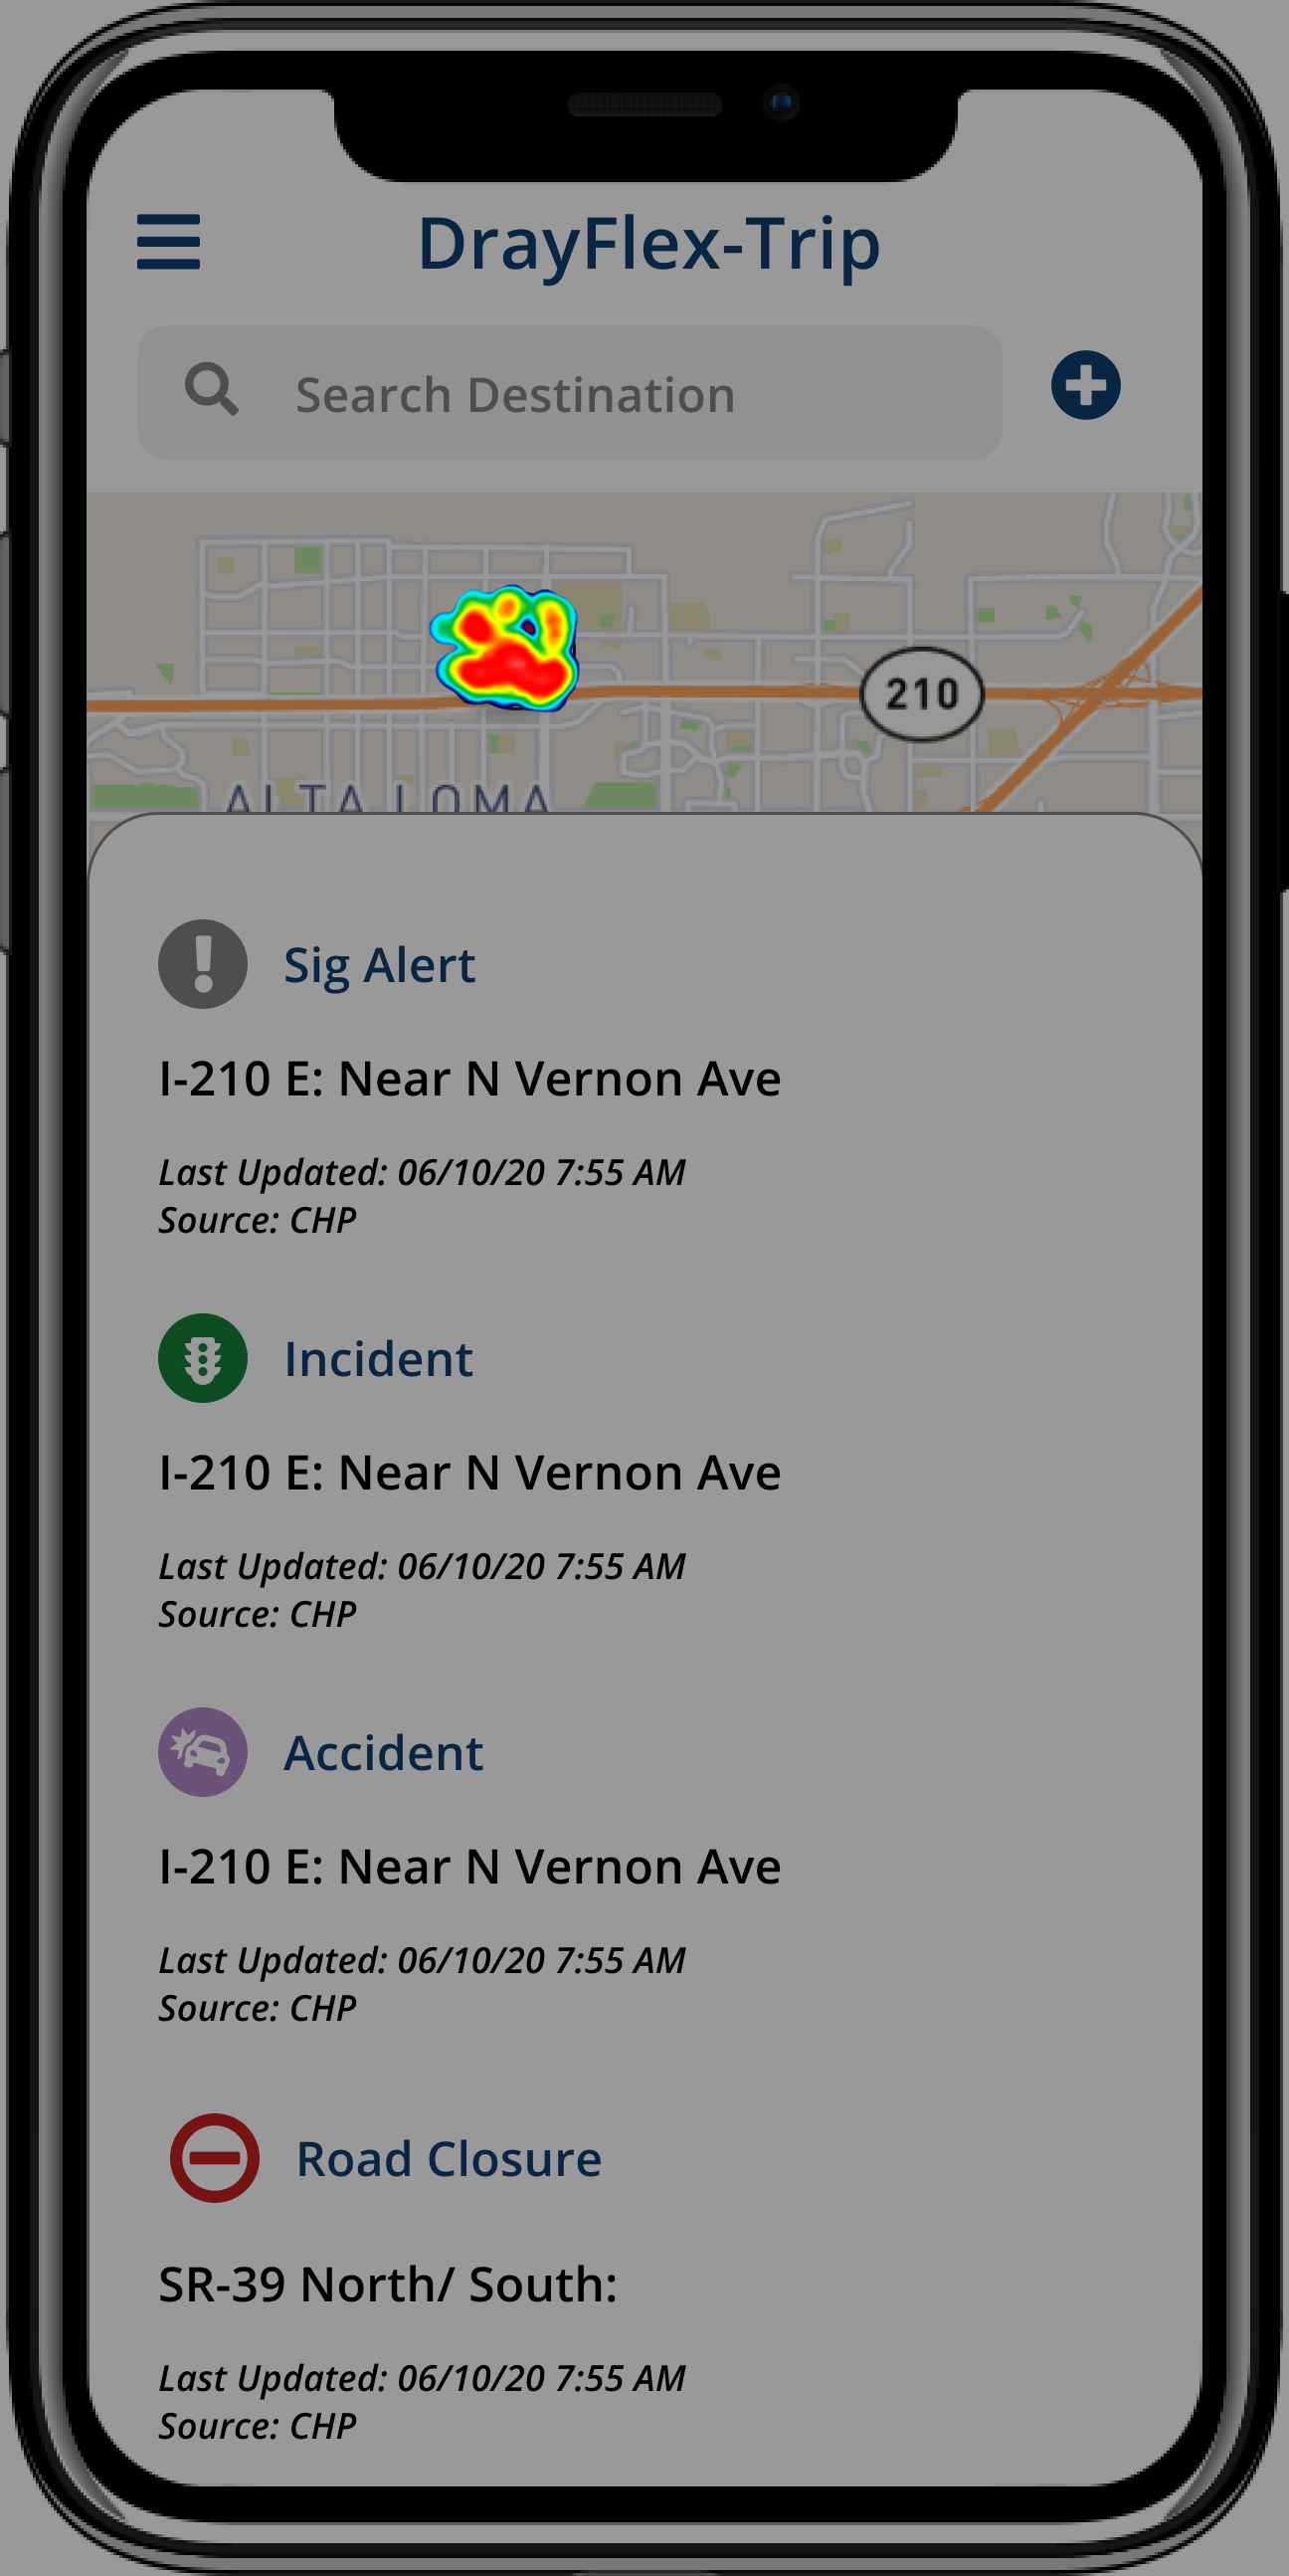 DrayFlex-Trip
Search Destination
210
ALTA LOMA
Sig Alert
I-210 E: Near N Vernon Ave
Last Updated: 06/10/20 7:55 AM
Source: CHP
Incident
I-210 E: Near N Vernon Ave
Last Updated: 06/10/20 7:55 AM
Source: CHP
Accident
I-210 E: Near N Vernon Ave
Last Updated: 06/10/20 7:55 AM
Source: CHP
Road Closure
SR-39 North/ South:
Last Updated: 06/10/20 7:55 AM
Source: CHP